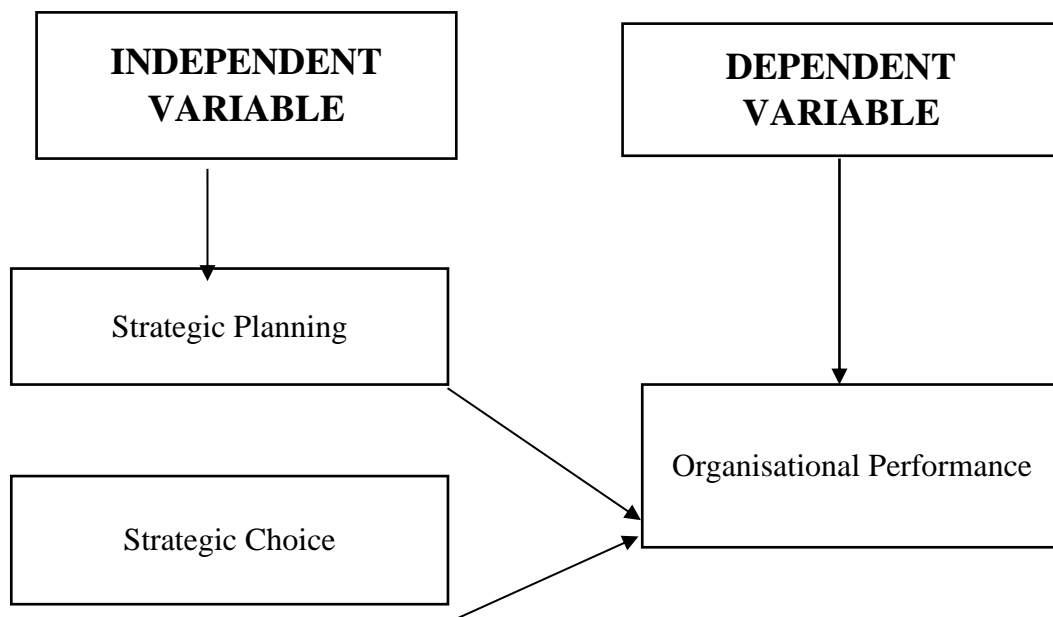 INDEPENDENT
VARIABLE
DEPENDENT
VARIABLE
Strategic Planning
Organisational Performance
Strategic Choice